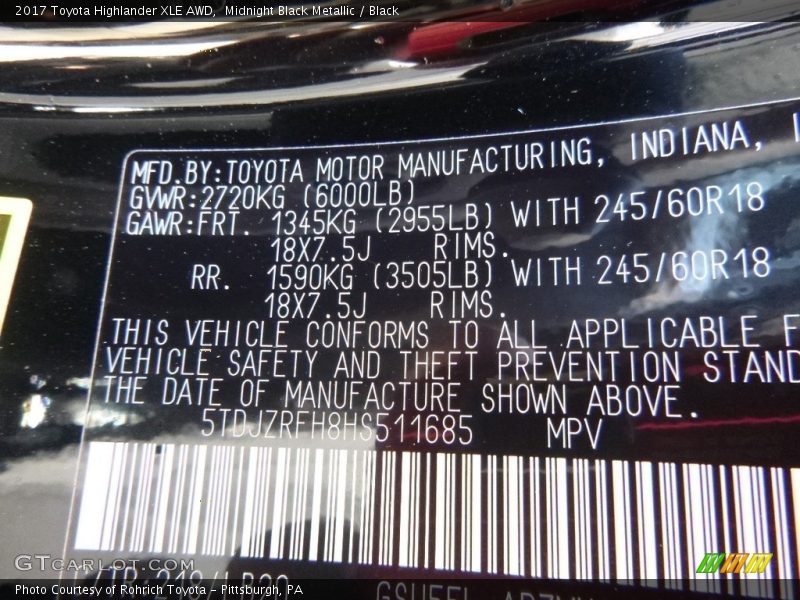 2017 Toyota Highlander XLE AWD,  Midnight Black Metallic / Black
MFD.BY:TOYOTA MOTOR MANUFACTURING, INDIANA,
GVWR:2720KG (6000LB)
GAWR:FRT. 1345KG (2955LB) WITH 245/60R18
18X7.5J RIMS.
RR. 1590KG (3505LB) WITH 245/60R18
18X7.5J RIMS.
THIS VEHICLE CONFORMS TO ALL APPLICABLE F
VEHICLE SAFETY AND THEFT PREVENTION STAND
THE DATE OF MANUFACTURE SHOWN ABOVE.
5TDJZRFH8HS511685 MPV
GTCarLot.com
Photo Courtesy of Rohrich Toyota - Pittsburgh, PA